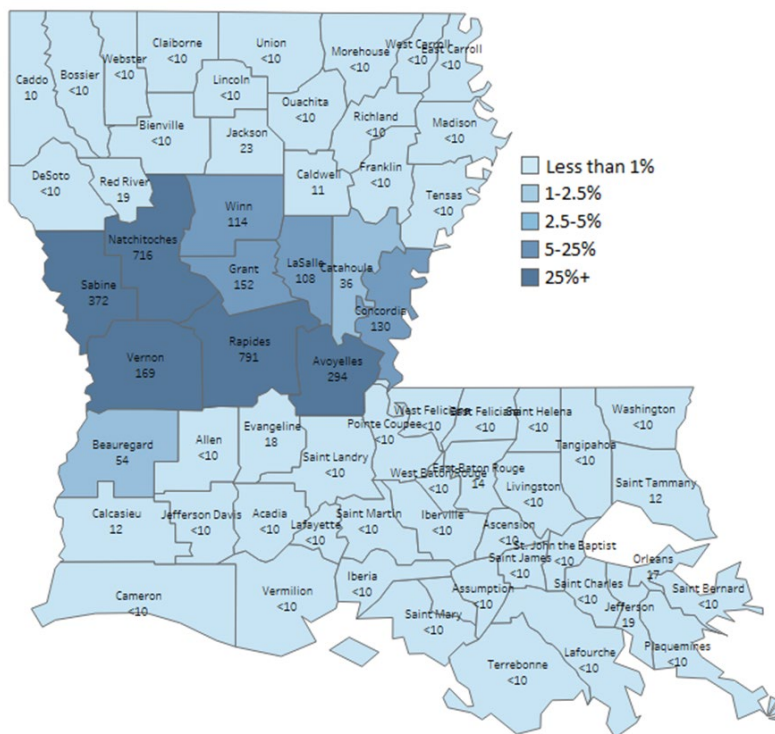 Claiborne
<10
Union
<10
Morehouse
<10
West Carroll
<10
East Carroll
<10
Webster
<10
Bossier
<10
Caddo
10
Lincoln
<10
Ouachita
<10
Richland
<10
Madison
<10
Bienville
<10
Jackson
23
Franklin
<10
Caldwell
11
DeSoto
<10
Red River
19
Tensas
<10
Less than 1%
1-2.5%
2.5-5%
5-25%
25%+
Winn
114
Natchitoches
716
Grant
152
LaSalle
108
Catahoula
36
Sabine
372
Concordia
130
Vernon
169
Rapides
791
Avoyelles
294
Beauregard
54
Allen
<10
Evangeline
18
Saint Landry
<10
Pointe Coupee
<10
West Feliciana
<10
East Feliciana
<10
Saint Helena
<10
Washington
<10
Tangipahoa
<10
West Baton Rouge
<10
East Baton Rouge
14
Livingston
<10
Saint Tammany
12
Calcasieu
12
Jefferson Davis
<10
Acadia
<10
Lafayette
<10
Saint Martin
<10
Iberville
<10
Ascension
<10
St. John the Baptist
<10
Saint James
<10
Orleans
17
Saint Bernard
<10
Saint Charles
<10
Cameron
<10
Vermilion
<10
Iberia
<10
Assumption
<10
Saint Mary
<10
Jefferson
19
Plaquemines
<10
Terrebonne
<10
Lafourche
<10